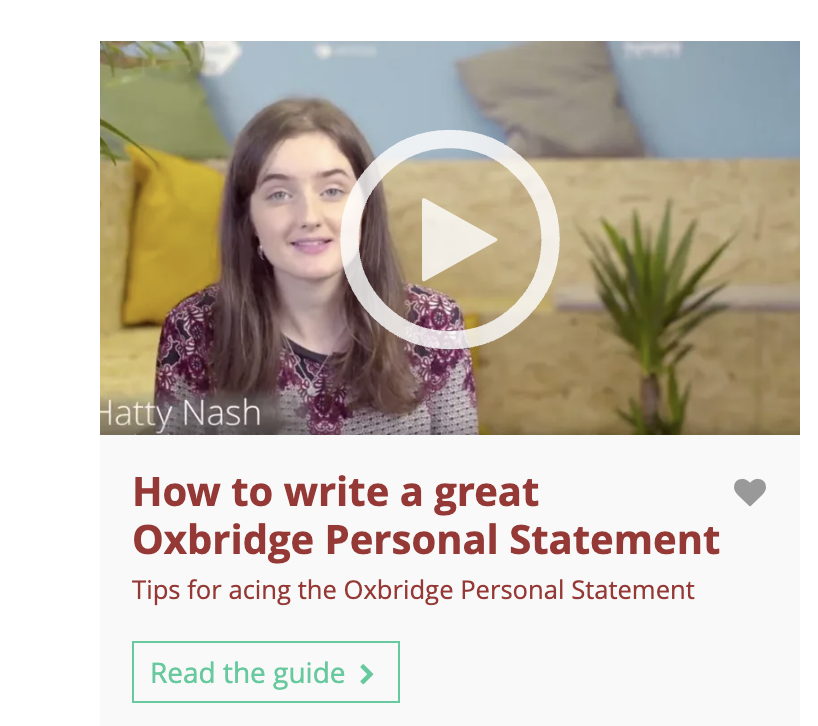 Hatty Nash
How to write a great
Oxbridge Personal Statement
Tips for acing the Oxbridge Personal Statement
Read the guide